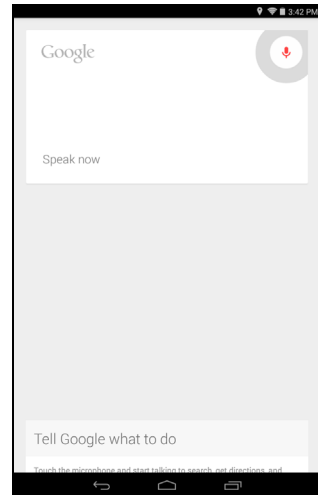 3:42 PM
Google
Speak now
Tell Google what to do
Touch the microphone and start talking to search, get directions, and